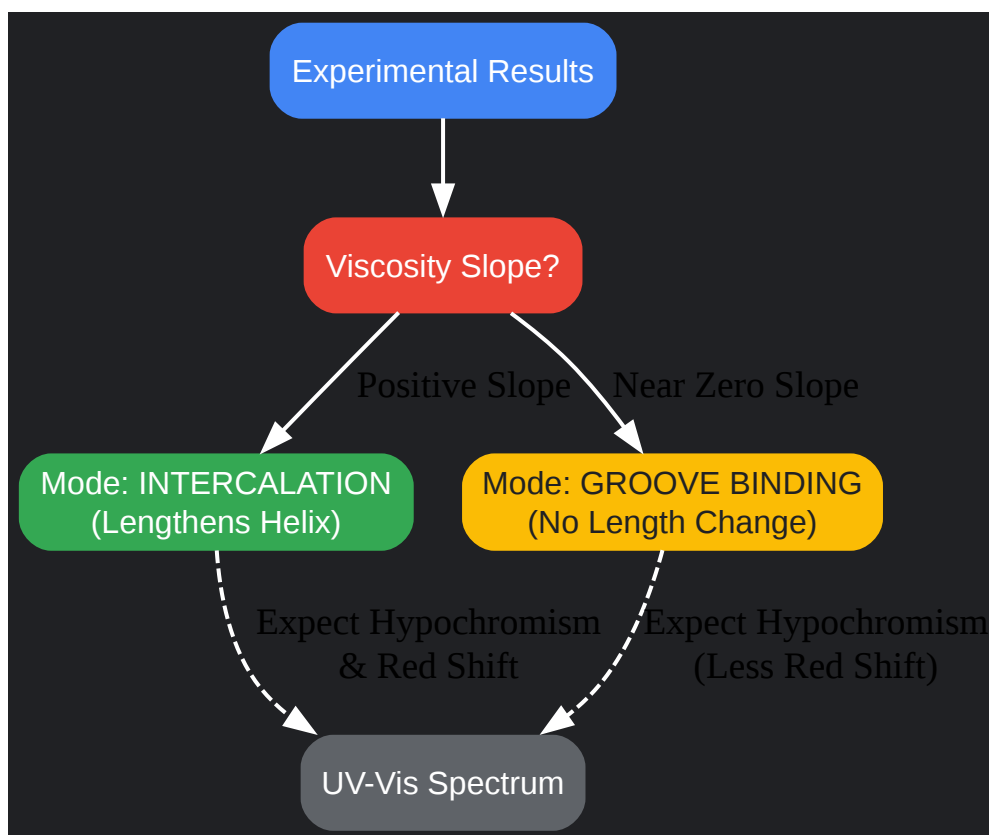 Experimental Results
Viscosity Slope?
Positive Slope
Near Zero Slope
Mode: INTERCALATION
(Lengthens Helix)
Mode: GROOVE BINDING
(No Length Change)
Expect Hypochromism
& Red Shift
Expect Hypochromism
(Less Red Shift)
UV-Vis Spectrum